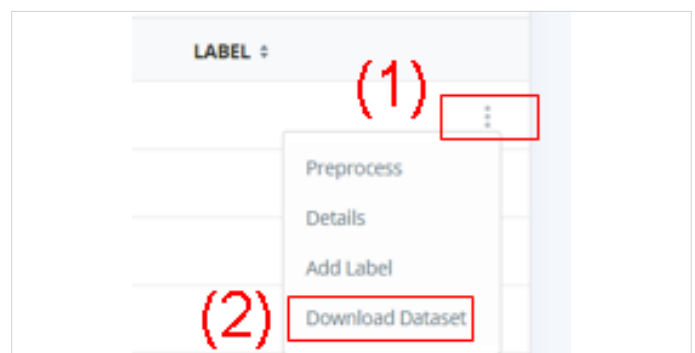 LABEL
(1)
Preprocess
Details
Add Label
(2) Download Dataset